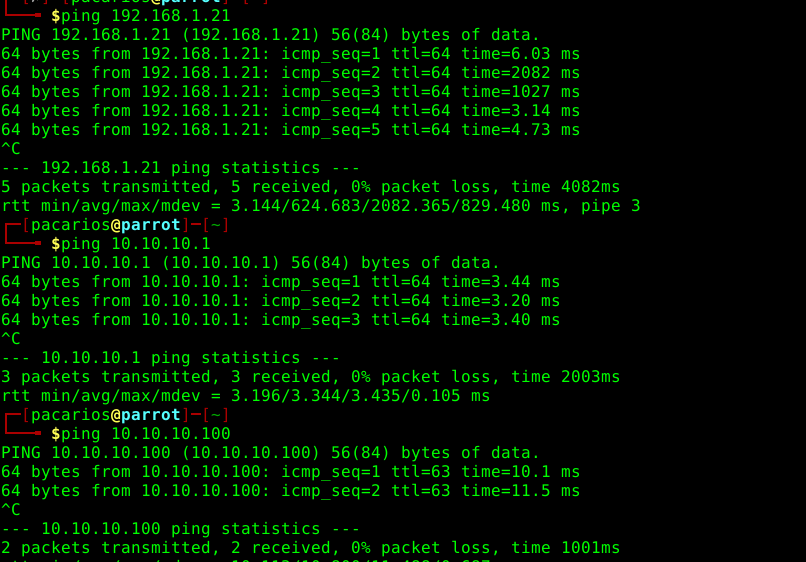 $ping 192.168.1.21
PING 192.168.1.21 (192.168.1.21) 56(84) bytes of data.
64 bytes from 192.168.1.21: icmp_seq=1 ttl=64 time=6.03 ms
64 bytes from 192.168.1.21: icmp_seq=2 ttl=64 time=2082 ms
64 bytes from 192.168.1.21: icmp_seq=3 ttl=64 time=1027 ms
64 bytes from 192.168.1.21: icmp_seq=4 ttl=64 time=3.14 ms
64 bytes from 192.168.1.21: icmp_seq=5 ttl=64 time=4.73 ms
^C
--- 192.168.1.21 ping statistics ---
5 packets transmitted, 5 received, 0% packet loss, time 4082ms
rtt min/avg/max/mdev = 3.144/624.683/2082.365/829.480 ms, pipe 3
┌─[pacarios@parrot]─[~]
└──╼ $ping 10.10.10.1
PING 10.10.10.1 (10.10.10.1) 56(84) bytes of data.
64 bytes from 10.10.10.1: icmp_seq=1 ttl=64 time=3.44 ms
64 bytes from 10.10.10.1: icmp_seq=2 ttl=64 time=3.20 ms
64 bytes from 10.10.10.1: icmp_seq=3 ttl=64 time=3.40 ms
^C
--- 10.10.10.1 ping statistics ---
3 packets transmitted, 3 received, 0% packet loss, time 2003ms
rtt min/avg/max/mdev = 3.196/3.344/3.435/0.105 ms
┌─[pacarios@parrot]─[~]
└──╼ $ping 10.10.10.100
PING 10.10.10.100 (10.10.10.100) 56(84) bytes of data.
64 bytes from 10.10.10.100: icmp_seq=1 ttl=63 time=10.1 ms
64 bytes from 10.10.10.100: icmp_seq=2 ttl=63 time=11.5 ms
^C
--- 10.10.10.100 ping statistics ---
2 packets transmitted, 2 received, 0% packet loss, time 1001ms